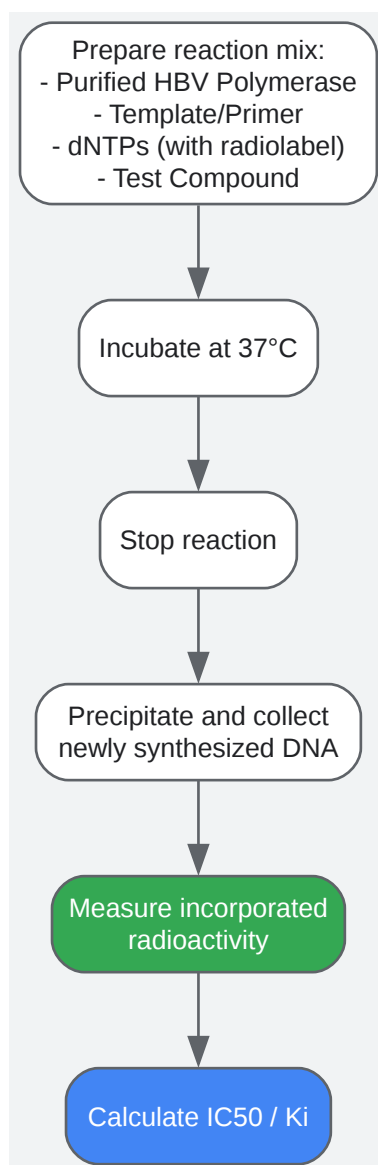 Prepare reaction mix:
- Purified HBV Polymerase
- Template/Primer
- dNTPs (with radiolabel)
- Test Compound
Incubate at 37°C
Stop reaction
Precipitate and collect
newly synthesized DNA
Measure incorporated
radioactivity
Calculate IC50 / Ki